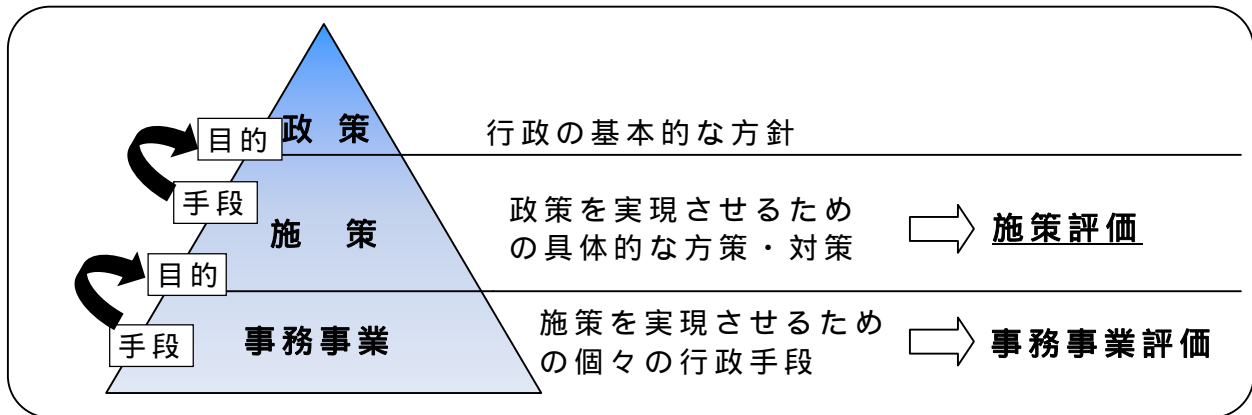 目的
政策
行政の基本的な方針
手段
施策
政策を実現させるため
の具体的な方策・対策
施策評価
目的
手段
事務事業
施策を実現させるため
の個々の行政手段
事務事業評価